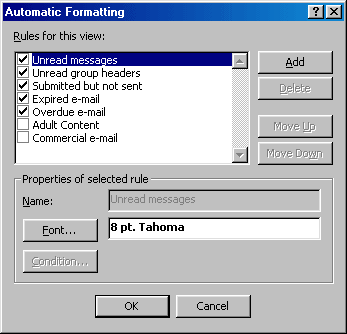 Automatic Formatting
Rules for this view:
Unread messages
Unread group headers
Submitted but not sent
Expired e-mail
Overdue e-mail
Adult Content
Commercial e-mail
Add
Delete
Move Up
Move Down
Properties of selected rule
Name: Unread messages
Font... 8 pt. Tahoma
Condition...
OK Cancel